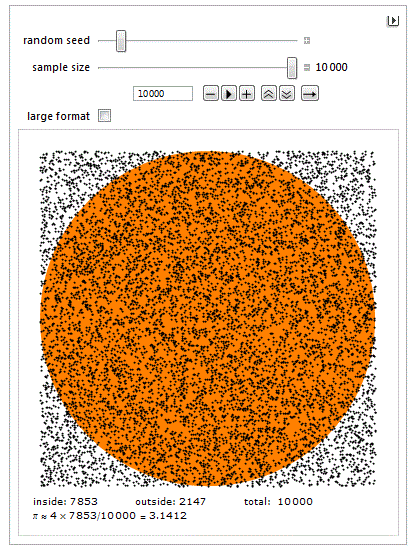 random seed
sample size 10000
10000
large format
inside: 7853 outside: 2147 total: 10000
π ≈ 4 × 7853/10000 = 3.1412